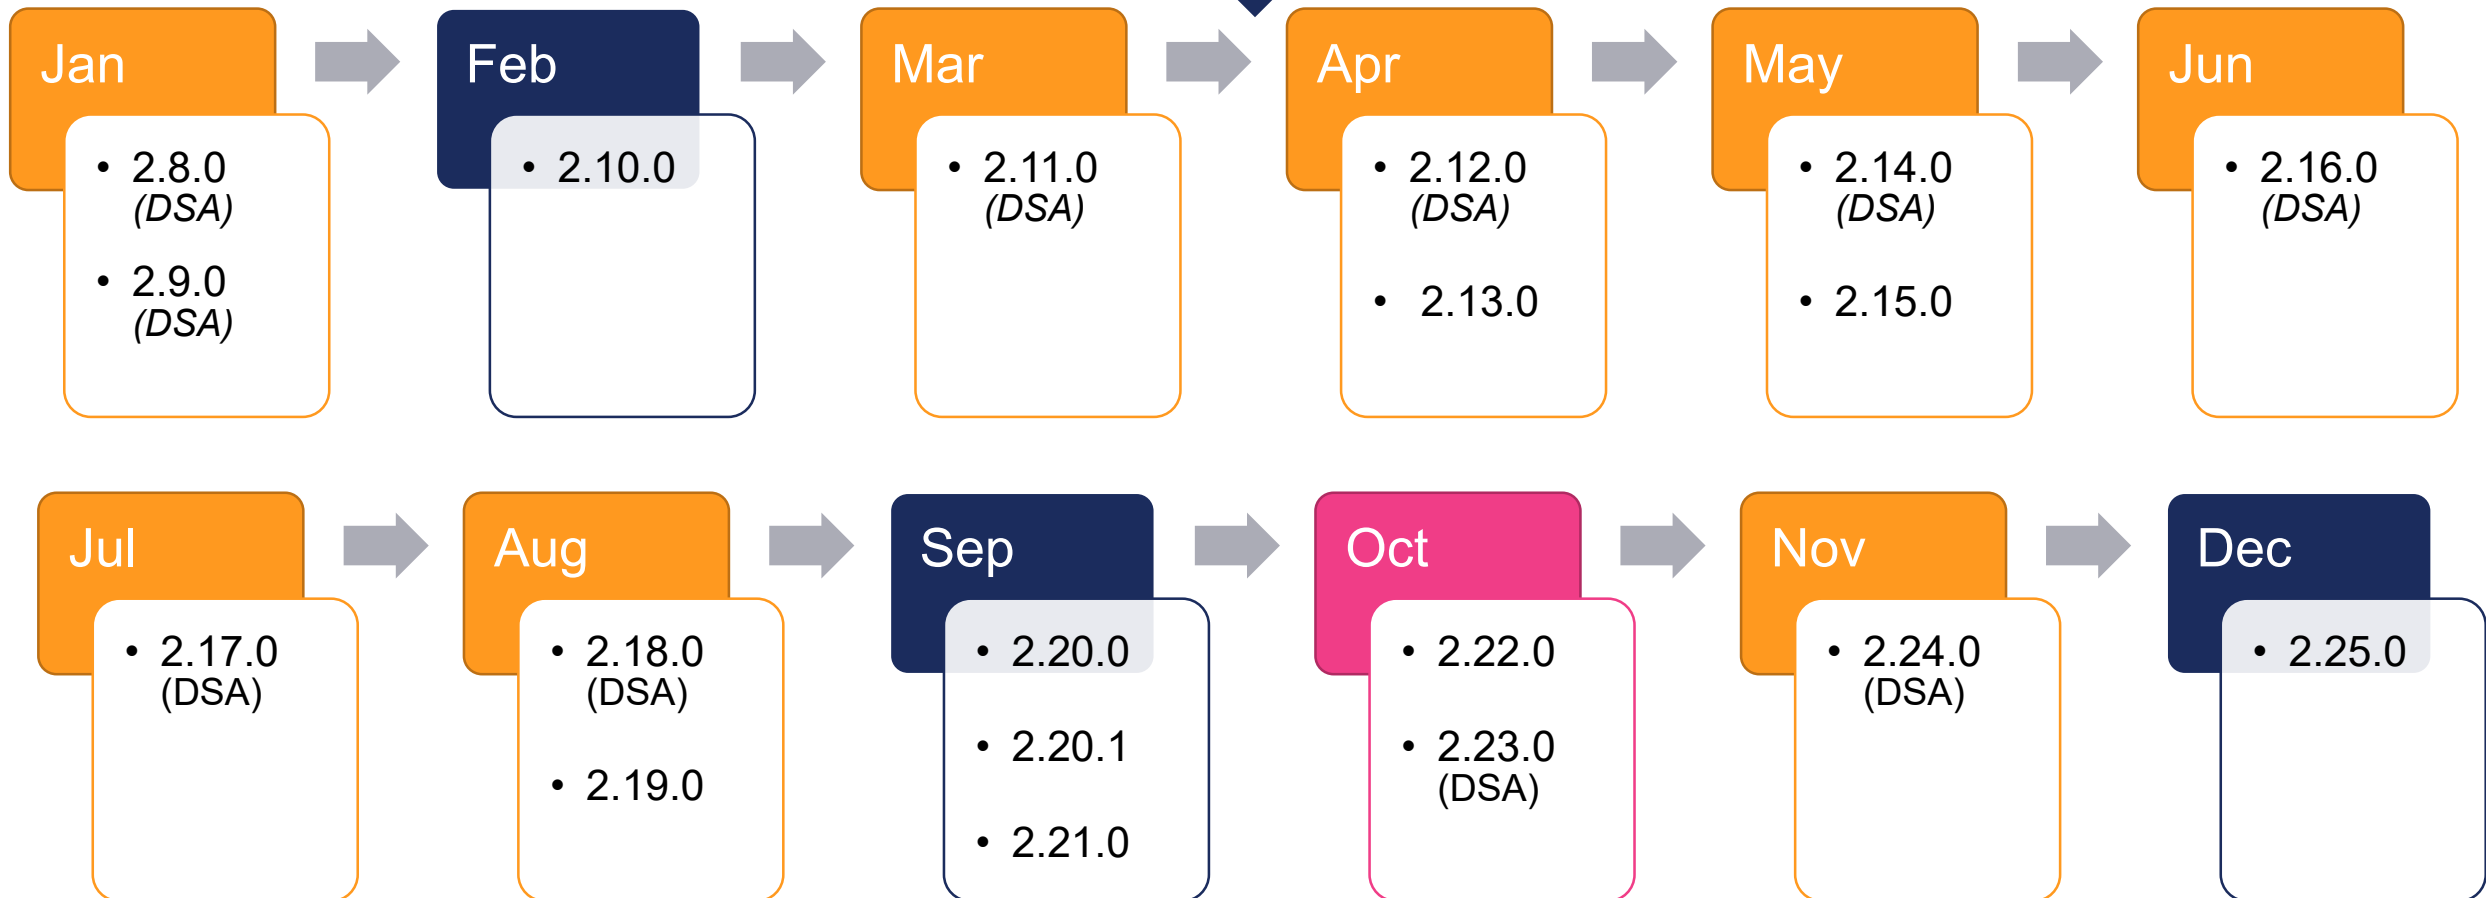 Jan
• 2.8.0
(DSA)
• 2.9.0
(DSA)
Feb
• 2.10.0
Mar
• 2.11.0
(DSA)
Apr
• 2.12.0
(DSA)
• 2.13.0
May
• 2.14.0
(DSA)
• 2.15.0
Jun
• 2.16.0
(DSA)
Jul
• 2.17.0
(DSA)
Aug
• 2.18.0
(DSA)
• 2.19.0
Sep
• 2.20.0
• 2.20.1
• 2.21.0
Oct
• 2.22.0
• 2.23.0
(DSA)
Nov
• 2.24.0
(DSA)
Dec
• 2.25.0